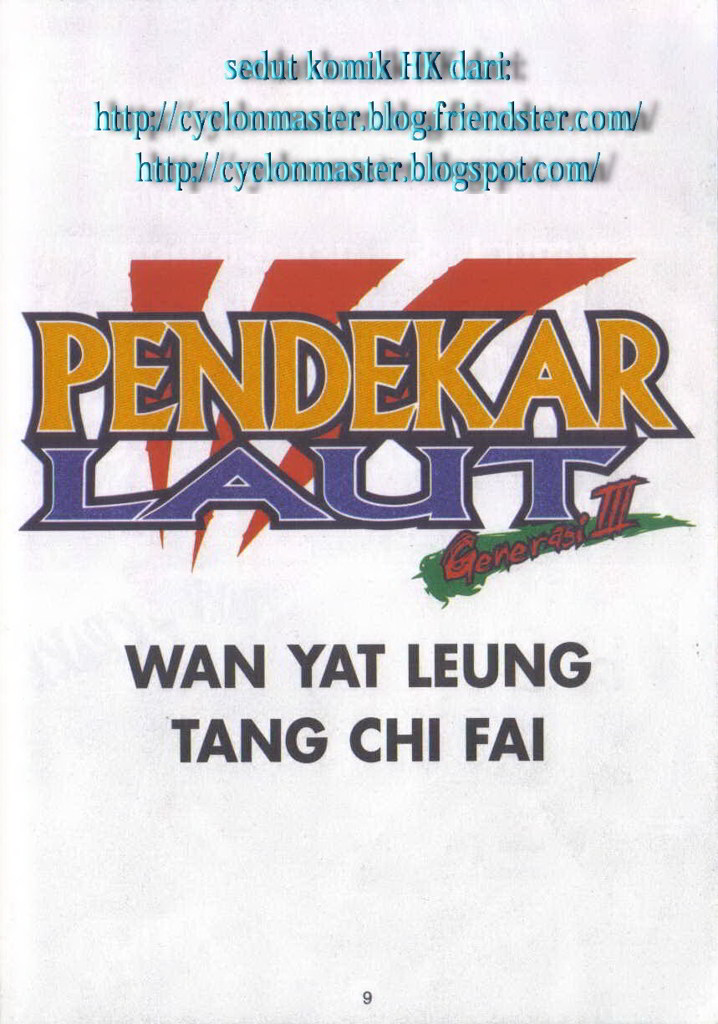 sedut komik HK dari:
http://cyclonmaster.blog.friendster.com/
http://cyclonmaster.blogspot.com/
PENDEKAR
LAUT
Generasi III
WAN YAT LEUNG
TANG CHI FAI
9